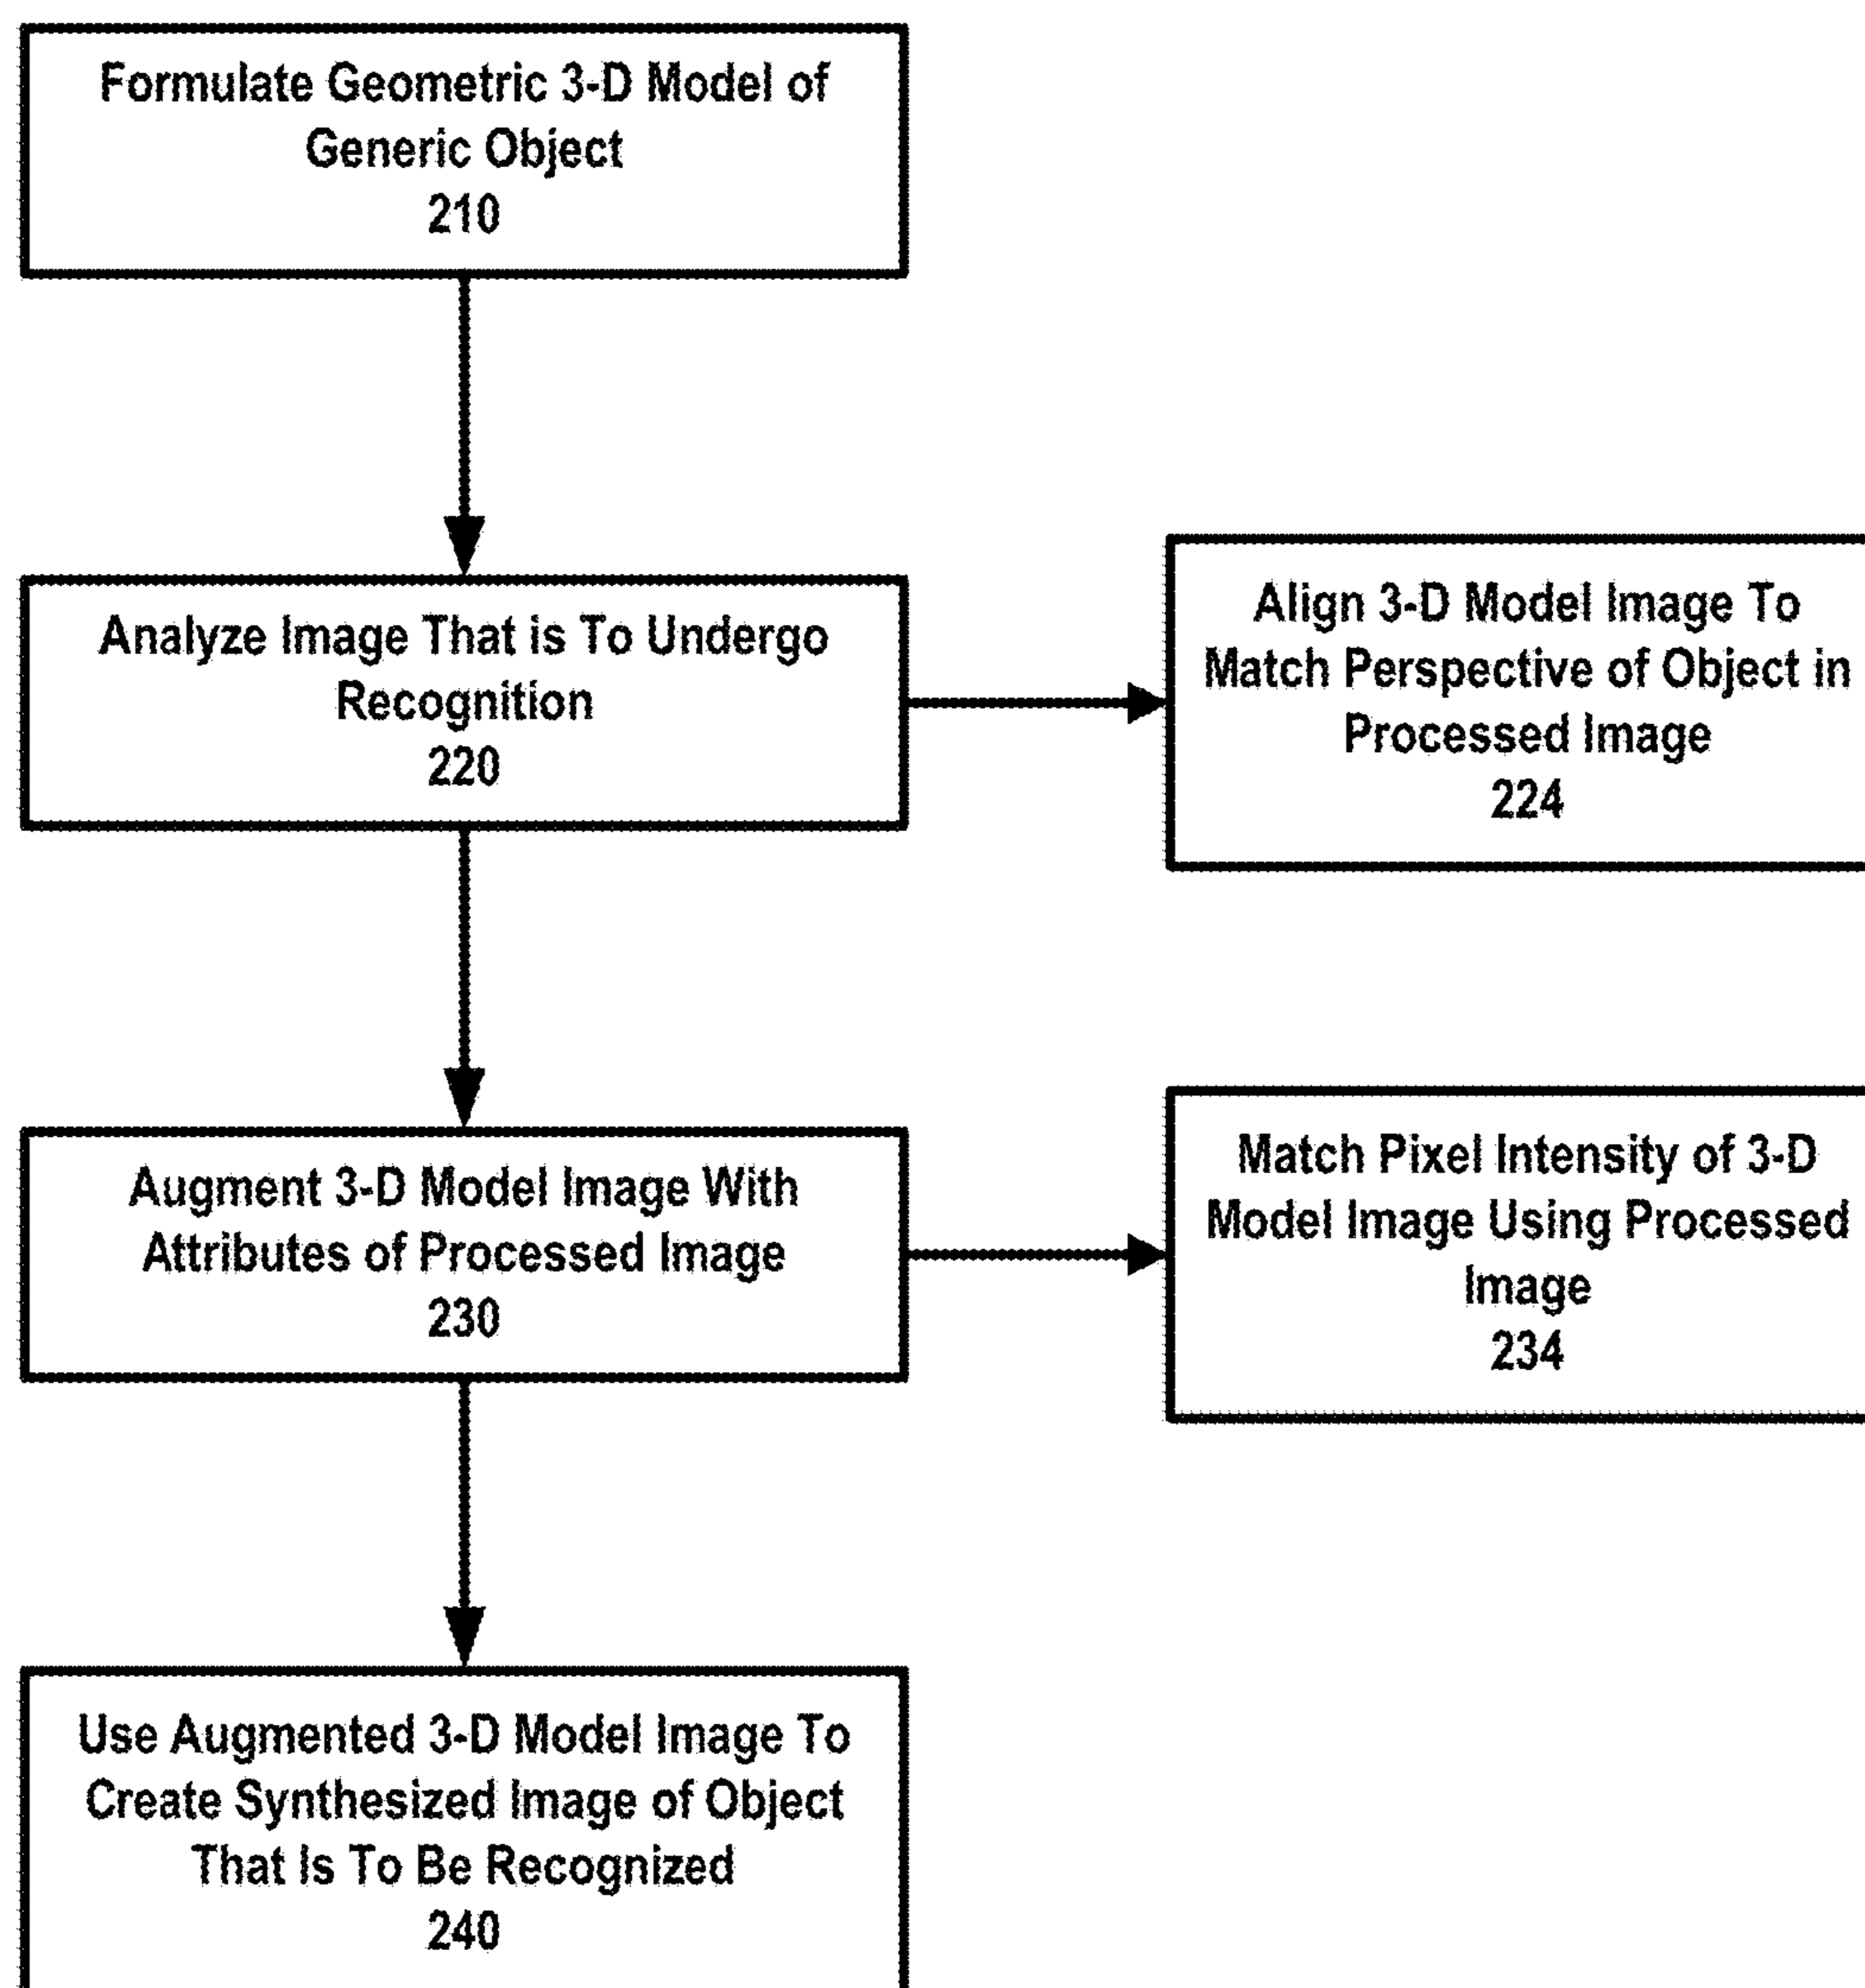 Formulate Geometric 3-D Model of
Generic Object
210
Analyze Image That is To Undergo
Recognition
220
Align 3-D Model Image To
Match Perspective of Object in
Processed Image
224
Augment 3-D Model Image With
Attributes of Processed Image
230
Match Pixel Intensity of 3-D
Model Image Using Processed
Image
234
Use Augmented 3-D Model Image To
Create Synthesized Image of Object
That Is To Be Recognized
240